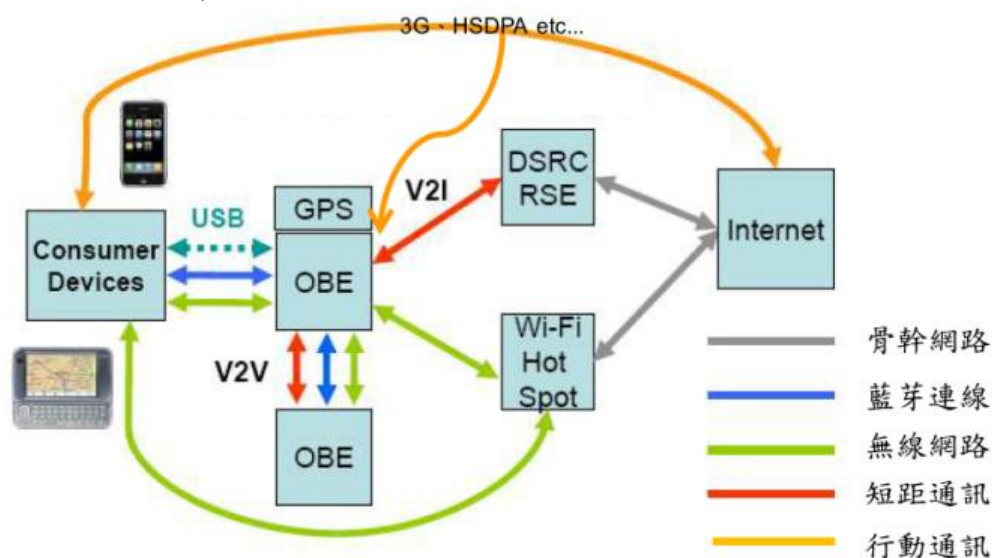 3G、HSDPA etc...
DSRC
RSE
V2I
GPS
USB
Internet
Consumer
Devices
OBE
Wi-Fi
Hot
Spot
V2V
OBE
骨幹網路
藍芽連線
無線網路
短距通訊
行動通訊